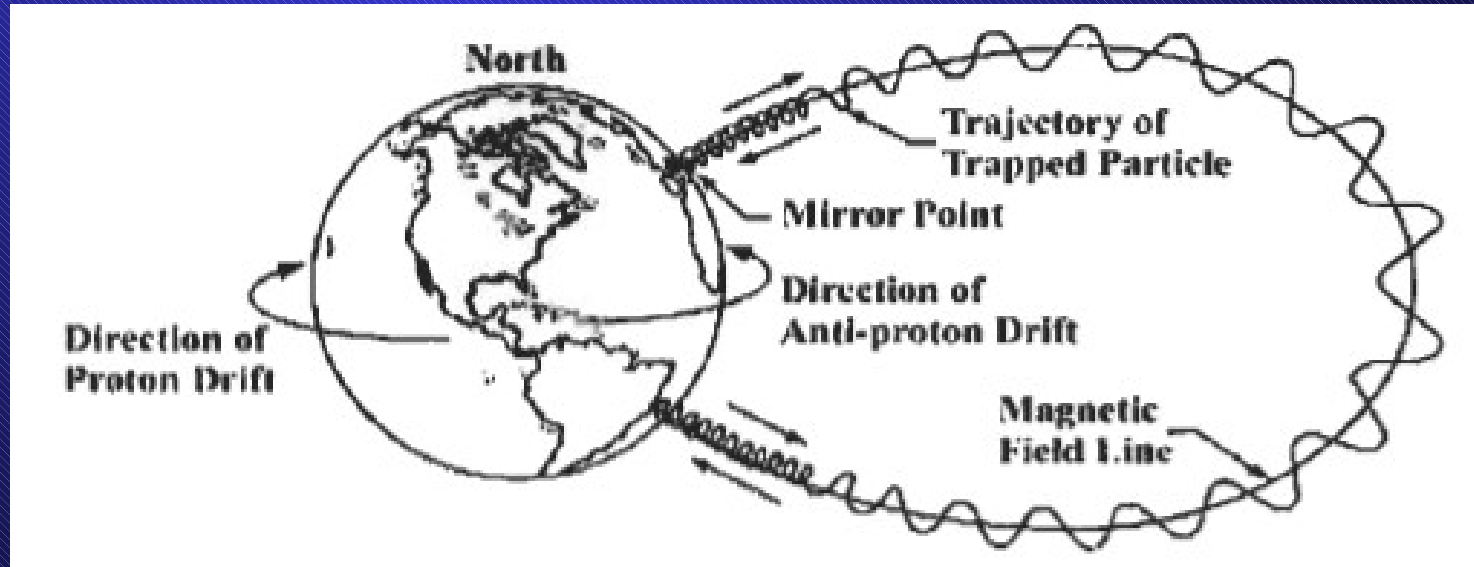 North
Trajectory of
Trapped Particle
Mirror Point
Direction of
Anti-proton Drift
Direction of
Proton Drift
Magnetic
Field Line